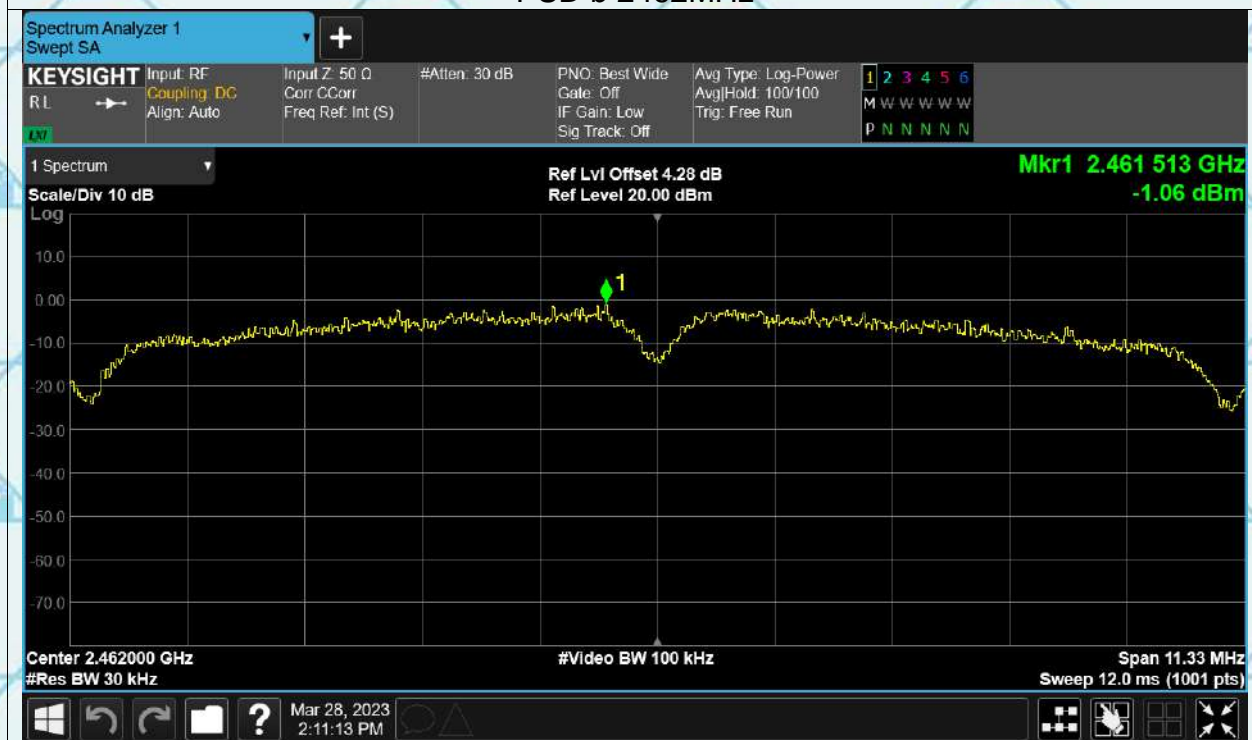 PSD b 2462MHz
Spectrum Analyzer 1
Swept SA
+
KEYSIGHT
RL
LXI
Input: RF
Coupling: DC
Align: Auto
Input Z: 50 Ω
Corr CCorr
Freq Ref: Int (S)
#Atten: 30 dB
PNO: Best Wide
Gate: Off
IF Gain: Low
Sig Track: Off
Avg Type: Log-Power
Avg|Hold: 100/100
Trig: Free Run
1 2 3 4 5 6
M W W W W W
P N N N N N
1 Spectrum
Scale/Div 10 dB
Log
Ref Lvl Offset 4.28 dB
Ref Level 20.00 dBm
Mkr1 2.461 513 GHz
-1.06 dBm
10.0
0.00
-10.0
-20.0
-30.0
-40.0
-50.0
-60.0
-70.0
1
Center 2.462000 GHz
#Res BW 30 kHz
#Video BW 100 kHz
Span 11.33 MHz
Sweep 12.0 ms (1001 pts)
?
Mar 28, 2023
2:11:13 PM